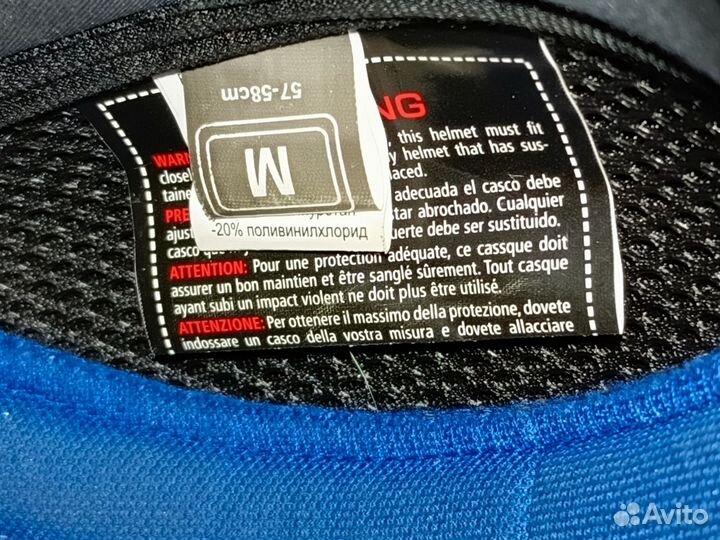 57-58cm
M
-20% поливинилхлорид
NG
WAR
, this helmet must fit
close
y helmet that has sus-
taine
laced.
PRE
adecuada el casco debe
ajust
star abrochado. Cualquier
casco que
uerte debe ser sustituido.
ATTENTION: Pour une protection adéquate, ce cassque doit
assurer un bon maintien et être sanglé sûrement. Tout casque
ayant subi un impact violent ne doit plus être utilisé.
ATTENZIONE: Per ottenere il massimo della protezione, dovete
indossare un casco della vostra misura e dovete allacciare
Avito